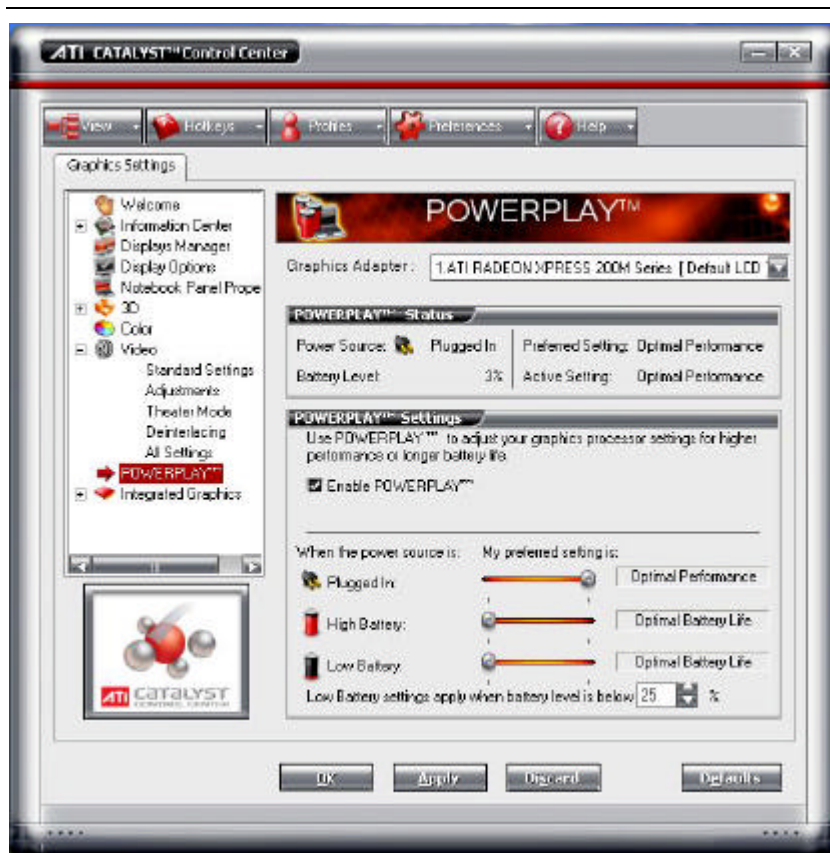 ATI CATALYST™ Control Center
View
Hotkeys
Profiles
Preferences
Help
Graphics Settings
Welcome
Information Center
Displays Manager
Display Options
Notebook Panel Prope
3D
Color
Video
Standard Settings
Adjustments
Theater Mode
Deinterlacing
All Settings
POWERPLAY™
Integrated Graphics
ATI CATALYST
CONTROL CENTER
POWERPLAY™
Graphics Adapter: 1.ATI RADEON XPRESS 200M Series [Default LCD
POWERPLAY™ Status
Power Source: Plugged In Preferred Setting: Optimal Performance
Battery Level: 3% Active Setting: Optimal Performance
POWERPLAY™ Settings
Use POWERPLAY™ to adjust your graphics processor settings for higher
performance or longer battery life.
Enable POWERPLAY™
When the power source is: My preferred setting is:
Plugged In: Optimal Performance
High Battery: Optimal Battery Life
Low Battery: Optimal Battery Life
Low Battery settings apply when battery level is below 25 %
OK Apply Discard Defaults